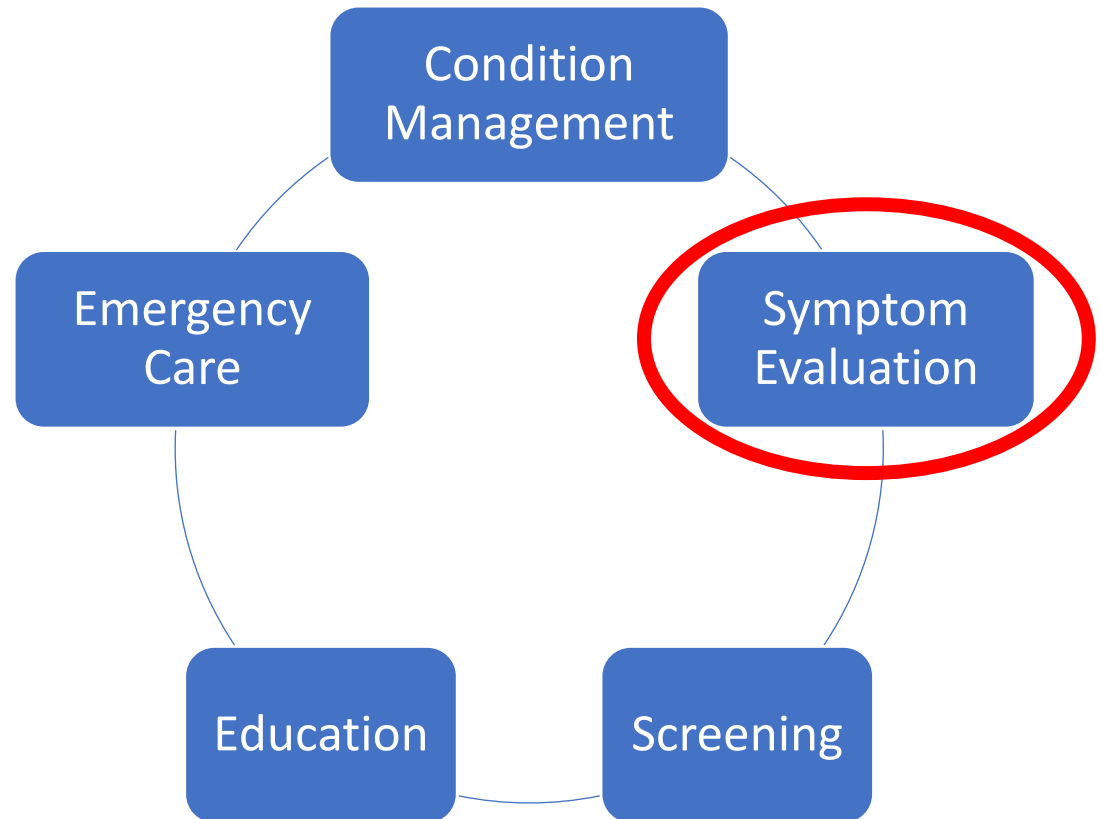 Condition
Management
Symptom
Evaluation
Screening
Education
Emergency
Care